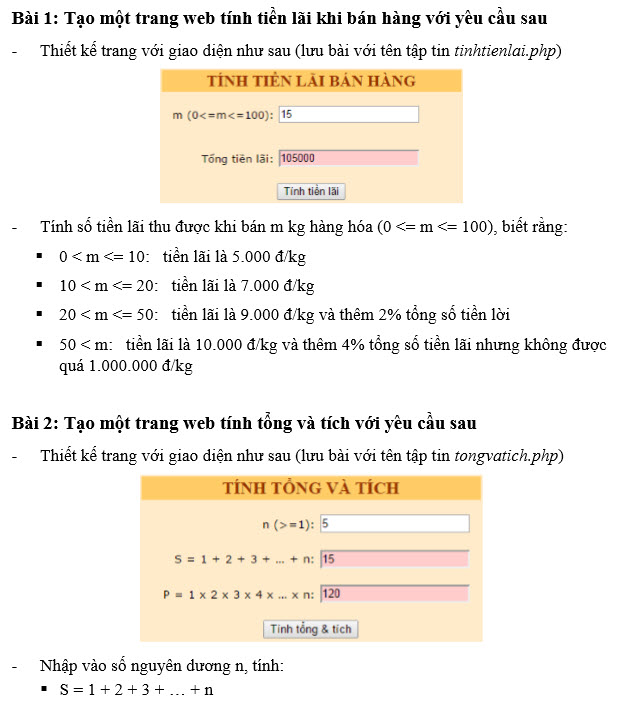 Bài 1: Tạo một trang web tính tiền lãi khi bán hàng với yêu cầu sau
- Thiết kế trang với giao diện như sau (lưu bài với tên tập tin tinhtienlai.php)
TÍNH TIỀN LÃI BÁN HÀNG
m (0<=m<=100): 15
Tổng tiền lãi: 105000
Tính tiền lãi
- Tính số tiền lãi thu được khi bán m kg hàng hóa (0 <= m <= 100), biết rằng:
▪ 0 < m <= 10: tiền lãi là 5.000 đ/kg
▪ 10 < m <= 20: tiền lãi là 7.000 đ/kg
▪ 20 < m <= 50: tiền lãi là 9.000 đ/kg và thêm 2% tổng số tiền lời
▪ 50 < m: tiền lãi là 10.000 đ/kg và thêm 4% tổng số tiền lãi nhưng không được
quá 1.000.000 đ/kg
Bài 2: Tạo một trang web tính tổng và tích với yêu cầu sau
- Thiết kế trang với giao diện như sau (lưu bài với tên tập tin tongvatich.php)
TÍNH TỔNG VÀ TÍCH
n (>=1): 5
S = 1 + 2 + 3 + ... + n: 15
P = 1 x 2 x 3 x 4 x ... x n: 120
Tính tổng & tích
- Nhập vào số nguyên dương n, tính:
▪ S = 1 + 2 + 3 + … + n